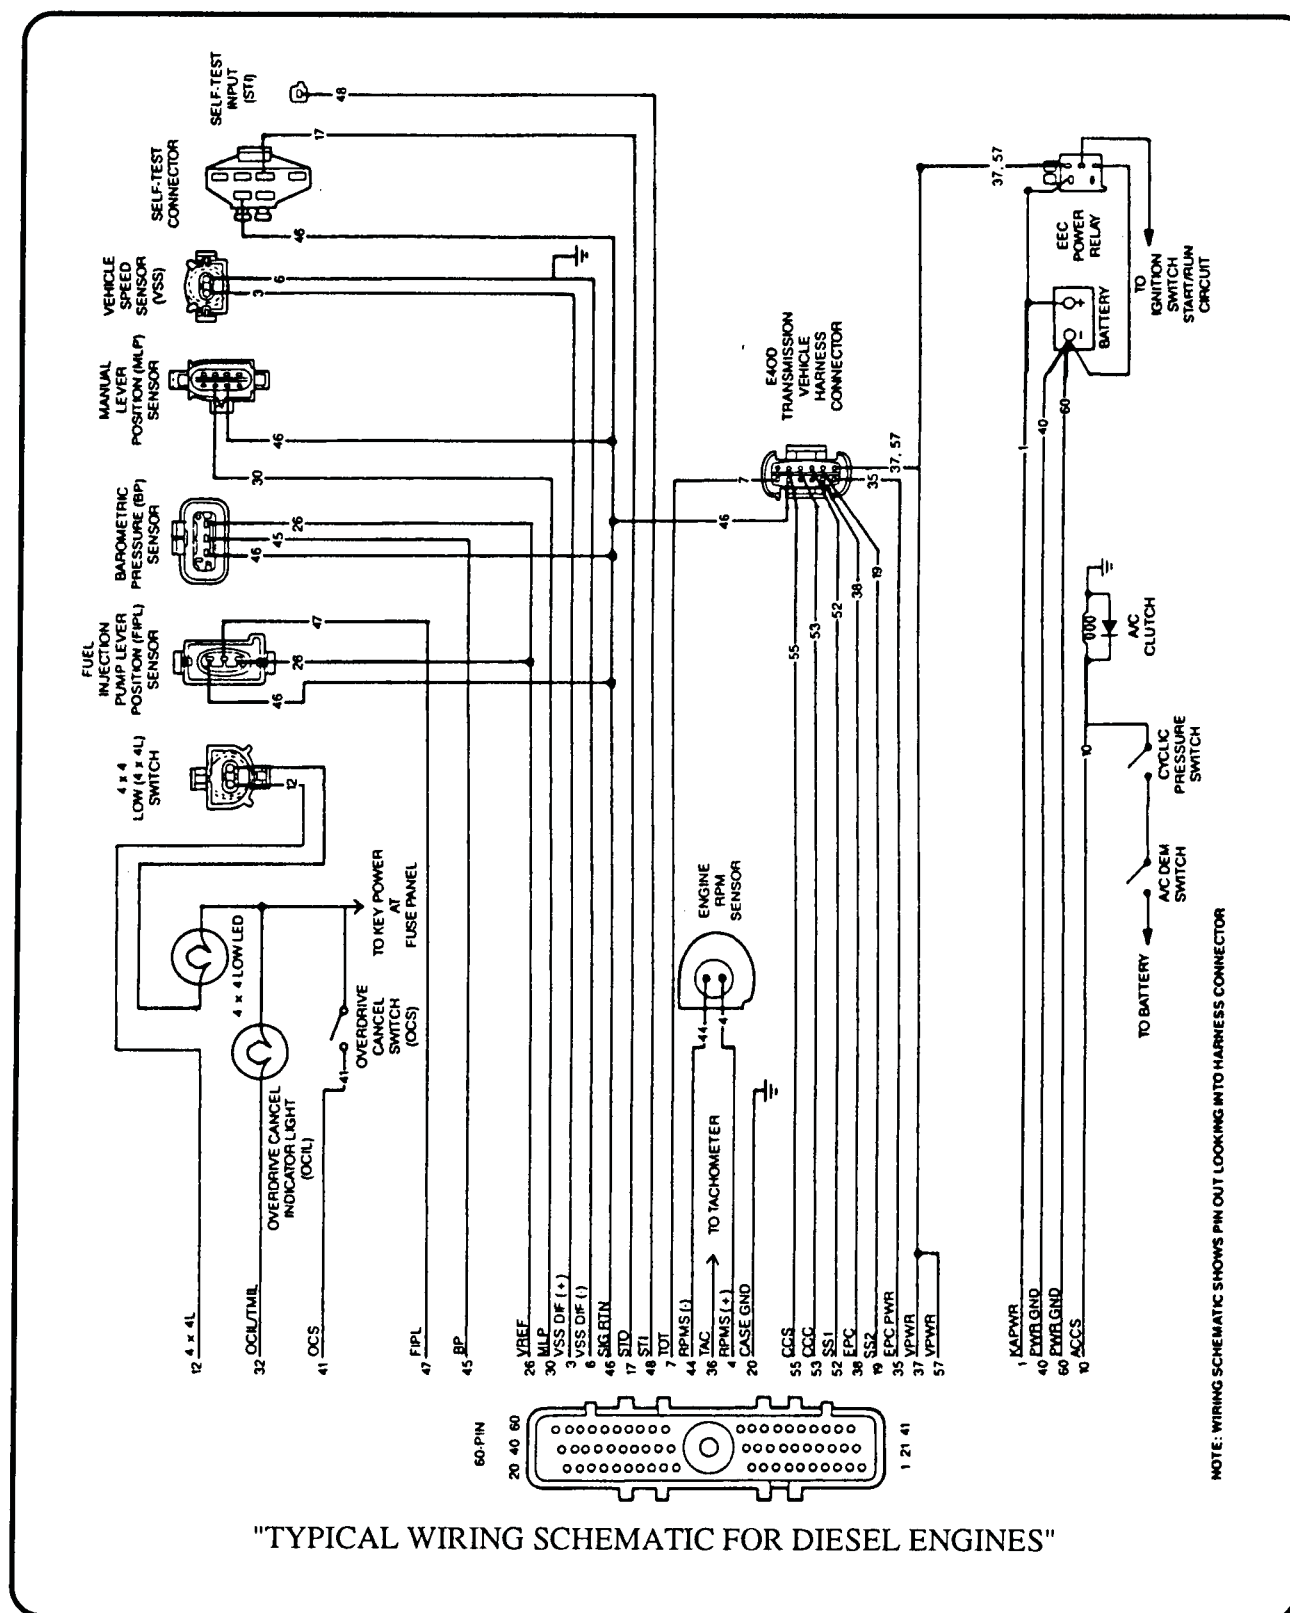 SELF-TEST
INPUT
(STI)
48
SELF-TEST
CONNECTOR
17
46
VEHICLE
SPEED
SENSOR
(VSS)
6
3
MANUAL
LEVER
POSITION (MLP)
SENSOR
46
30
BAROMETRIC
PRESSURE (BP)
SENSOR
26
45
46
FUEL
INJECTION
PUMP LEVER
POSITION (FIPL)
SENSOR
47
26
46
4 x 4
LOW (4 x 4L)
SWITCH
12
4 x 4 LOW LED
TO KEY POWER
AT
FUSE PANEL
OVERDRIVE
CANCEL
SWITCH
(OCS)
41
OVERDRIVE CANCEL
INDICATOR LIGHT
(OCIL)
E4OD
TRANSMISSION
VEHICLE
HARNESS
CONNECTOR
7
37, 57
35
46
55
53
52
38
19
ENGINE
RPM
SENSOR
44
4
TO TACHOMETER
37, 57
EEC
POWER
RELAY
TO
IGNITION
SWITCH
START/RUN
CIRCUIT
+
-
BATTERY
1
40
60
A/C
CLUTCH
10
CYCLIC
PRESSURE
SWITCH
A/C DEM
SWITCH
TO BATTERY
4 x 4L
12
OCIL/TMIL
32
OCS
41
FIPL
47
BP
45
VREF
26
MLP
30
VSS DIF (+)
3
VSS DIF (-)
6
SIG RTN
46
STO
17
STI
48
TOT
7
RPMS (-)
44
TAC
36
RPMS (+)
4
CASE GND
20
CCS
55
CCC
53
SS1
52
EPC
38
SS2
19
EPC PWR
35
VPWR
37
VPWR
57
KAPWR
1
PWR GND
40
PWR GND
60
ACCS
10
60-PIN
20 40 60
1 21 41
NOTE: WIRING SCHEMATIC SHOWS PIN OUT LOOKING INTO HARNESS CONNECTOR
"TYPICAL WIRING SCHEMATIC FOR DIESEL ENGINES"